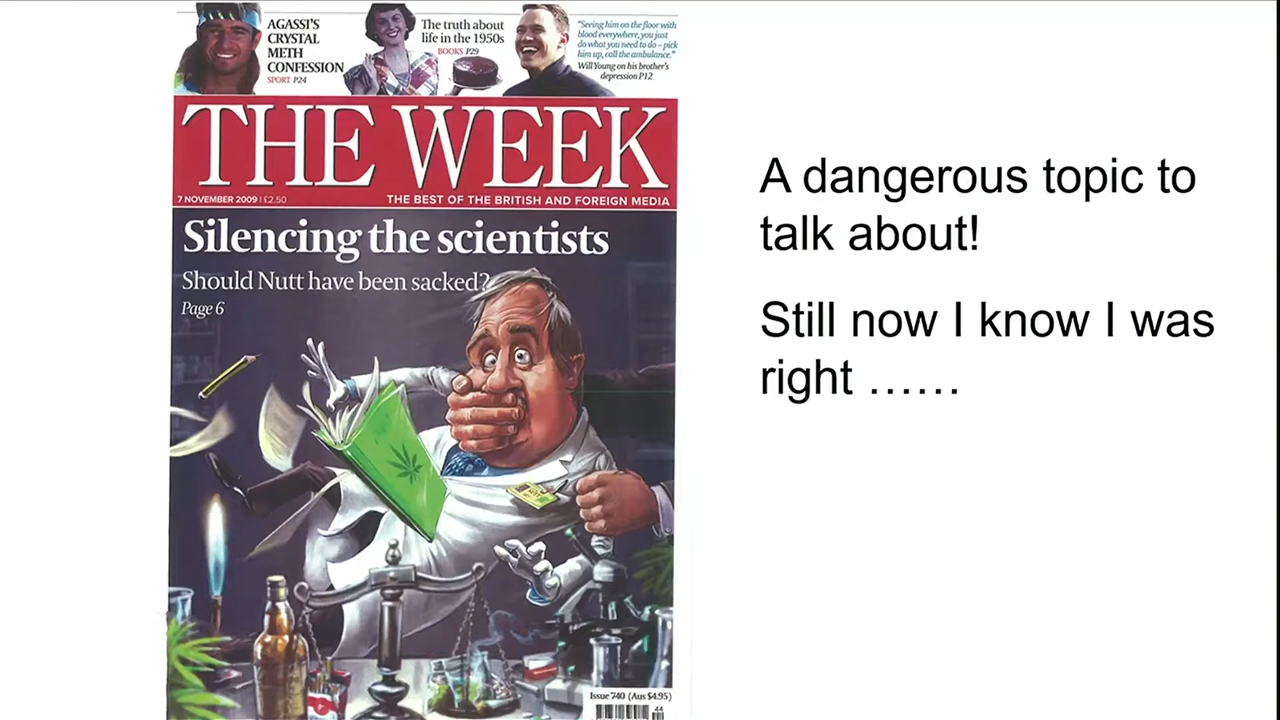 AGASSI'S
CRYSTAL
METH
CONFESSION
SPORT P24
The truth about
life in the 1950s
BOOKS P29
"Seeing him on the floor with
blood everywhere, you just
do what you need to do – pick
him up, call the ambulance."
Will Young on his brother's
depression P12
THE WEEK
7 NOVEMBER 2009 | £2.50
THE BEST OF THE BRITISH AND FOREIGN MEDIA
Silencing the scientists
Should Nutt have been sacked?
Page 6
Issue 740 (Aus $4.95)
44
A dangerous topic to
talk about!
Still now I know I was
right ......